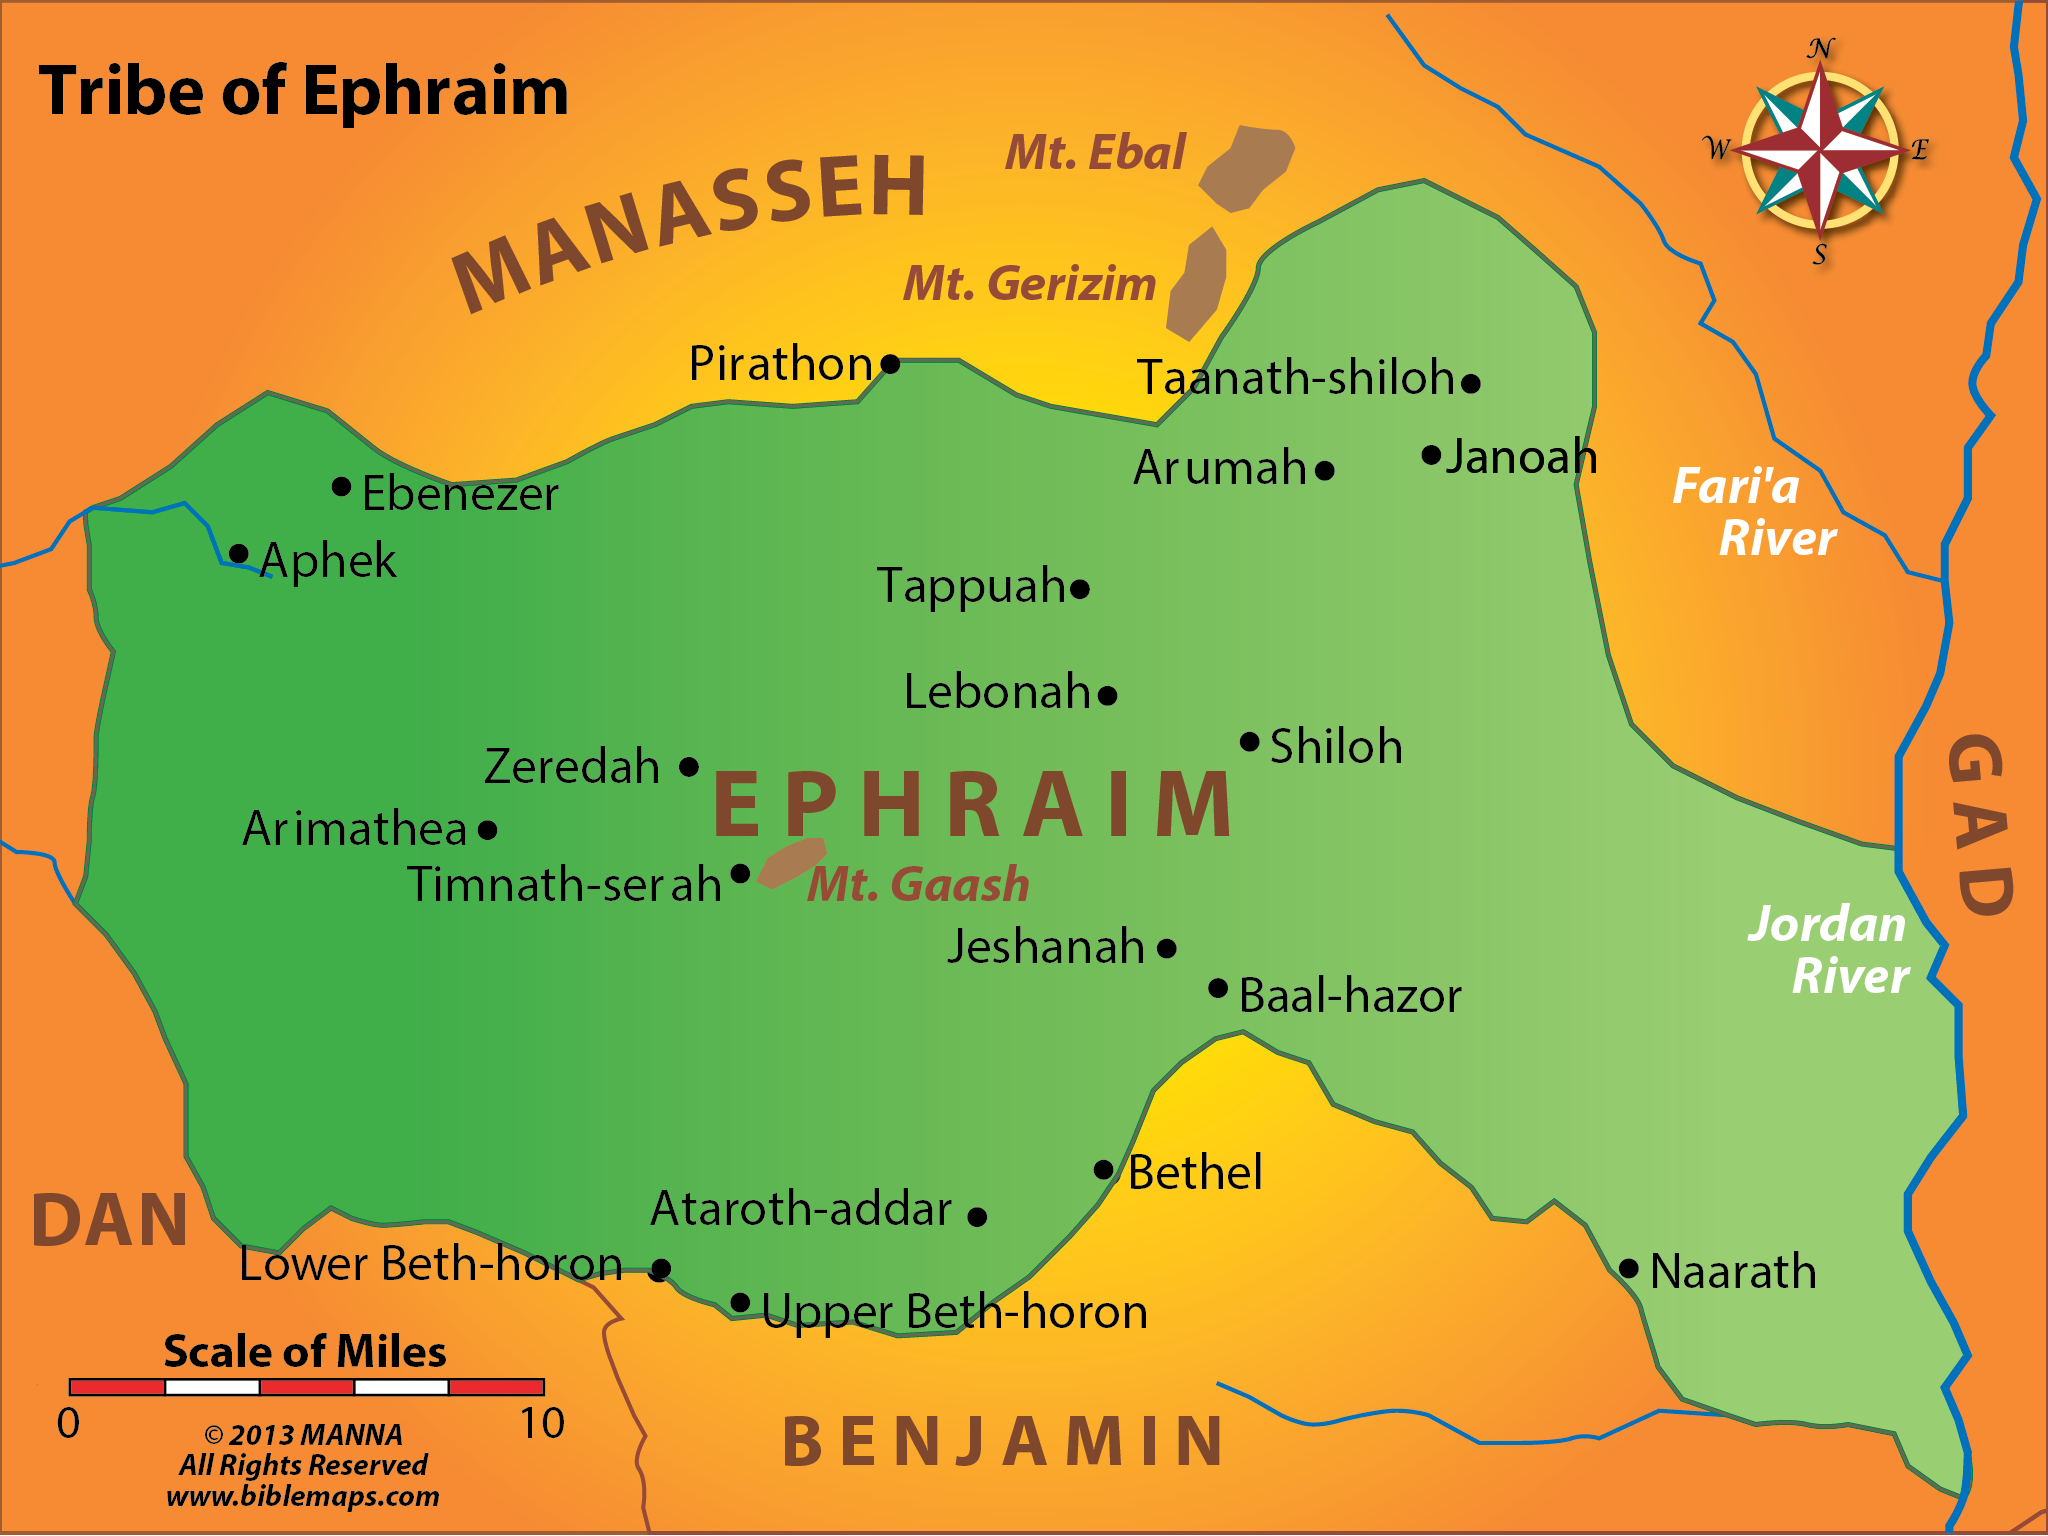 Tribe of Ephraim
N
W
E
S
MANASSEH
Mt. Ebal
Mt. Gerizim
Pirathon
Taanath-shiloh
Arumah
Janoah
Ebenezer
Aphek
Fari'a
River
Tappuah
Lebonah
Shiloh
Zeredah
EPHRAIM
GAD
Arimathea
Timnath-serah
Mt. Gaash
Jordan
River
Jeshanah
Baal-hazor
Bethel
DAN
Ataroth-addar
Lower Beth-horon
Naarath
Upper Beth-horon
Scale of Miles
0
10
BENJAMIN
© 2013 MANNA
All Rights Reserved
www.biblemaps.com